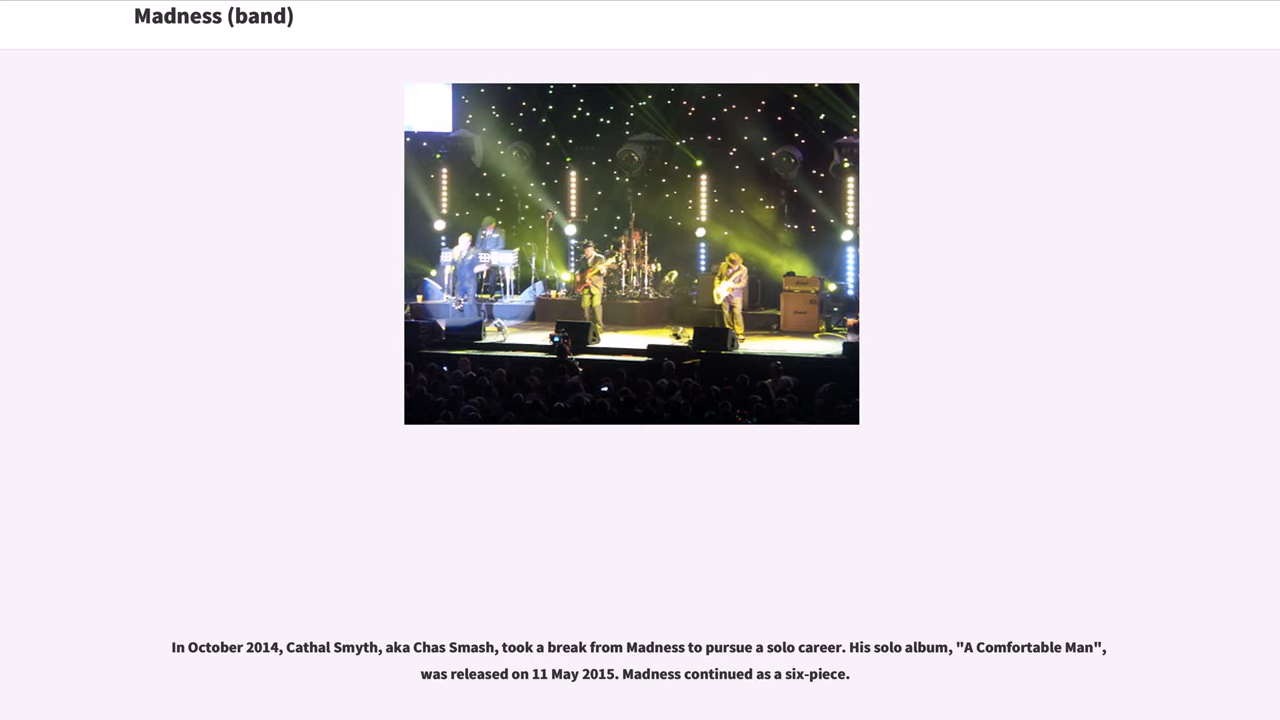 Madness (band)
In October 2014, Cathal Smyth, aka Chas Smash, took a break from Madness to pursue a solo career. His solo album, "A Comfortable Man",
was released on 11 May 2015. Madness continued as a six-piece.